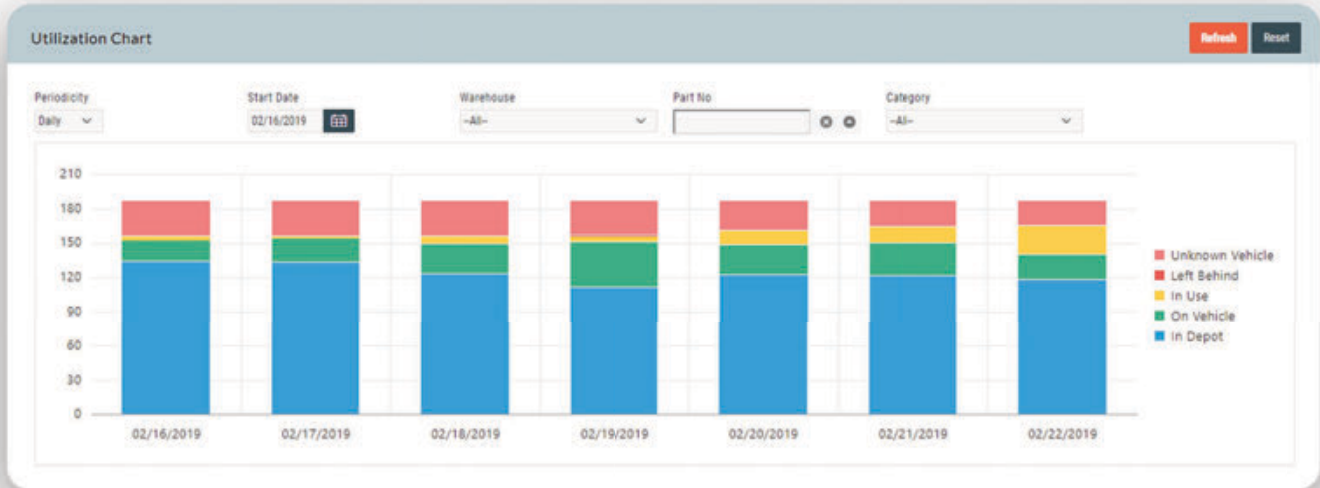 Utilization Chart
Refresh
Reset
Periodicity
Start Date
Warehouse
Part No
Category
Daily
02/16/2019
--All--
--All--
210
180
150
120
90
60
30
0
02/16/2019
02/17/2019
02/18/2019
02/19/2019
02/20/2019
02/21/2019
02/22/2019
Unknown Vehicle
Left Behind
In Use
On Vehicle
In Depot